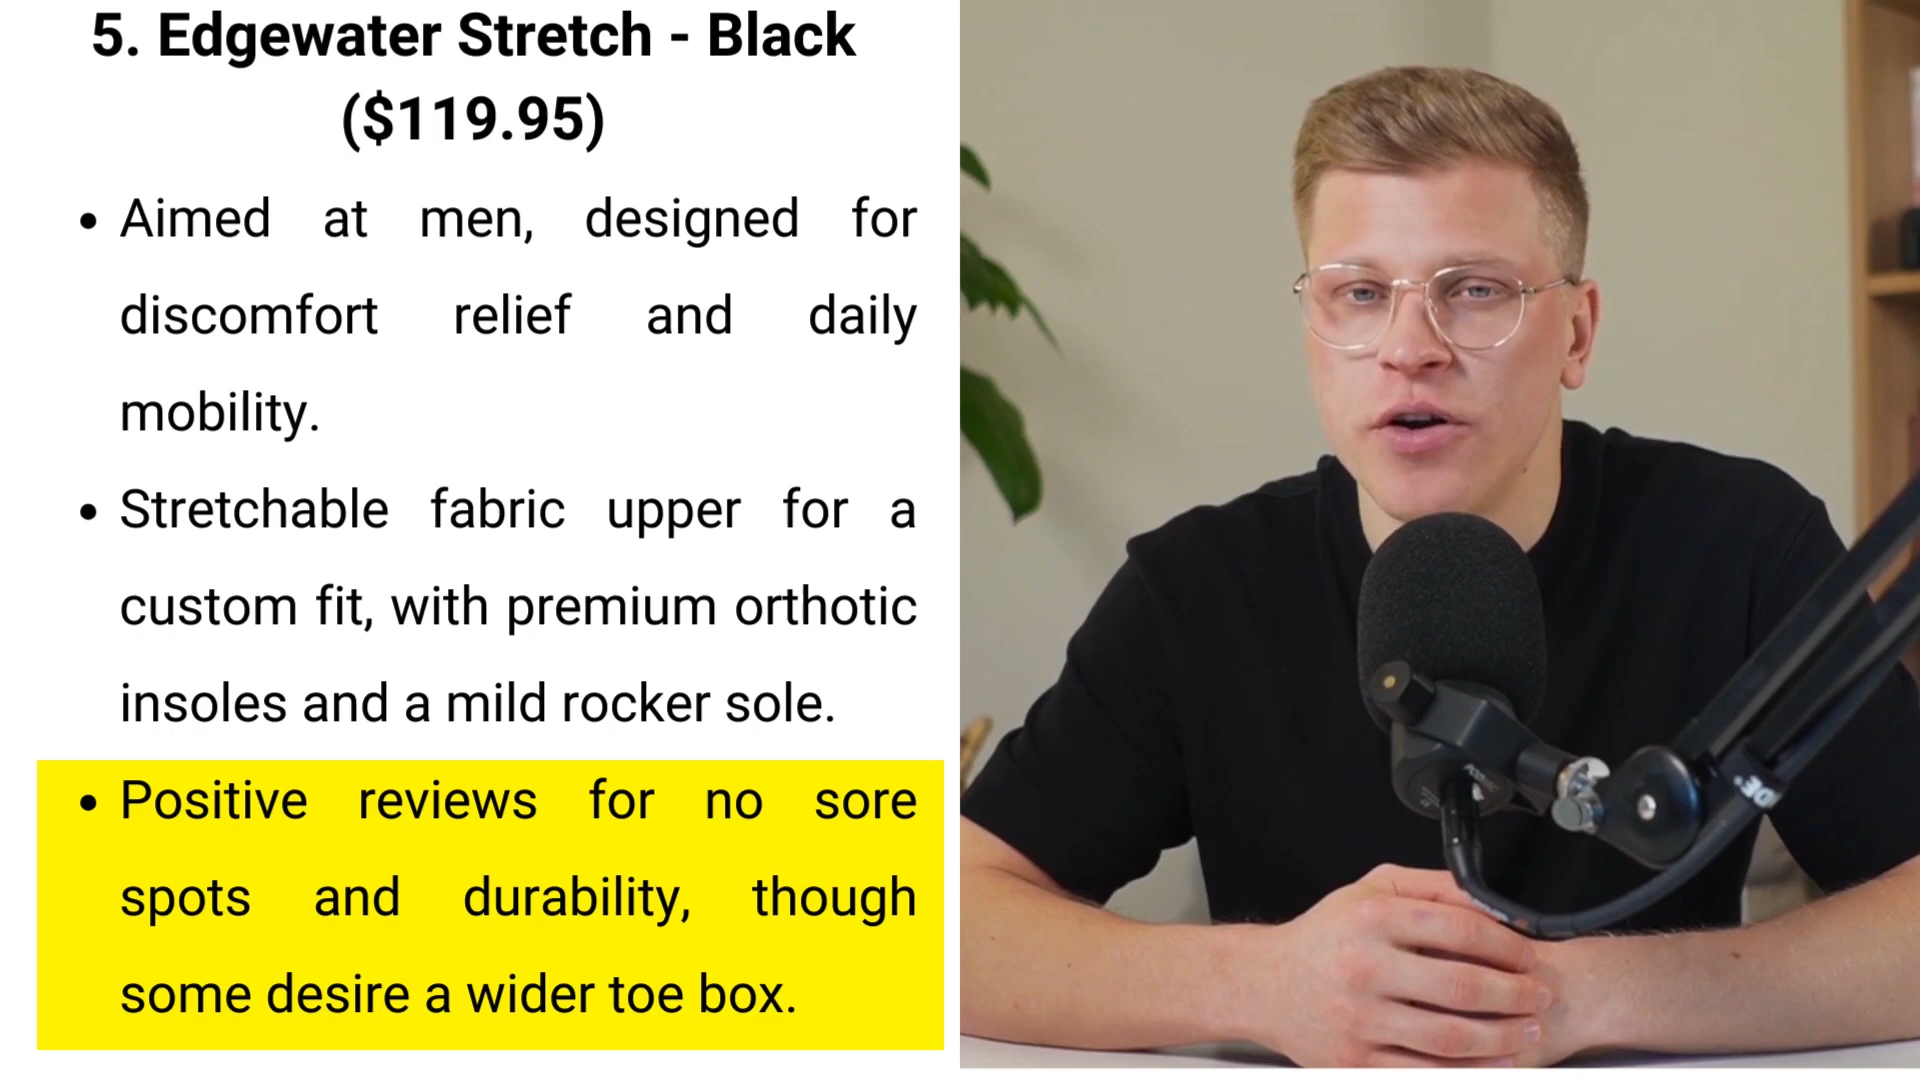 5. Edgewater Stretch - Black
($119.95)
• Aimed at men, designed for
discomfort relief and daily
mobility.
• Stretchable fabric upper for a
custom fit, with premium orthotic
insoles and a mild rocker sole.
• Positive reviews for no sore
spots and durability, though
some desire a wider toe box.